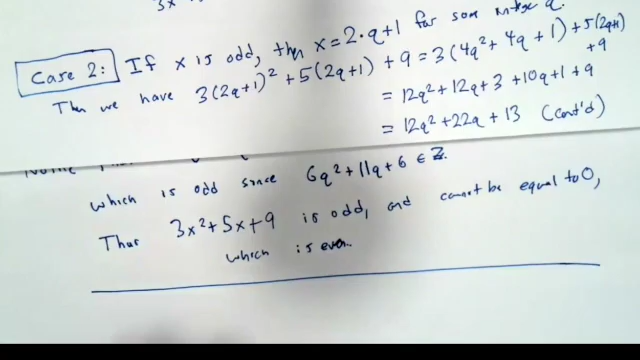 3x
Case 2: If x is odd, then x = 2·q+1 for some integer q.
Then we have 3(2q+1)² + 5(2q+1) + 9 = 3(4q² + 4q + 1) + 5(2q+1) + 9
= 12q² + 12q + 3 + 10q + 1 + 9
= 12q² + 22q + 13 (cont'd)
which is odd since 6q² + 11q + 6 ∈ ℤ.
Thus 3x² + 5x + 9 is odd, and cannot be equal to 0,
which is even.